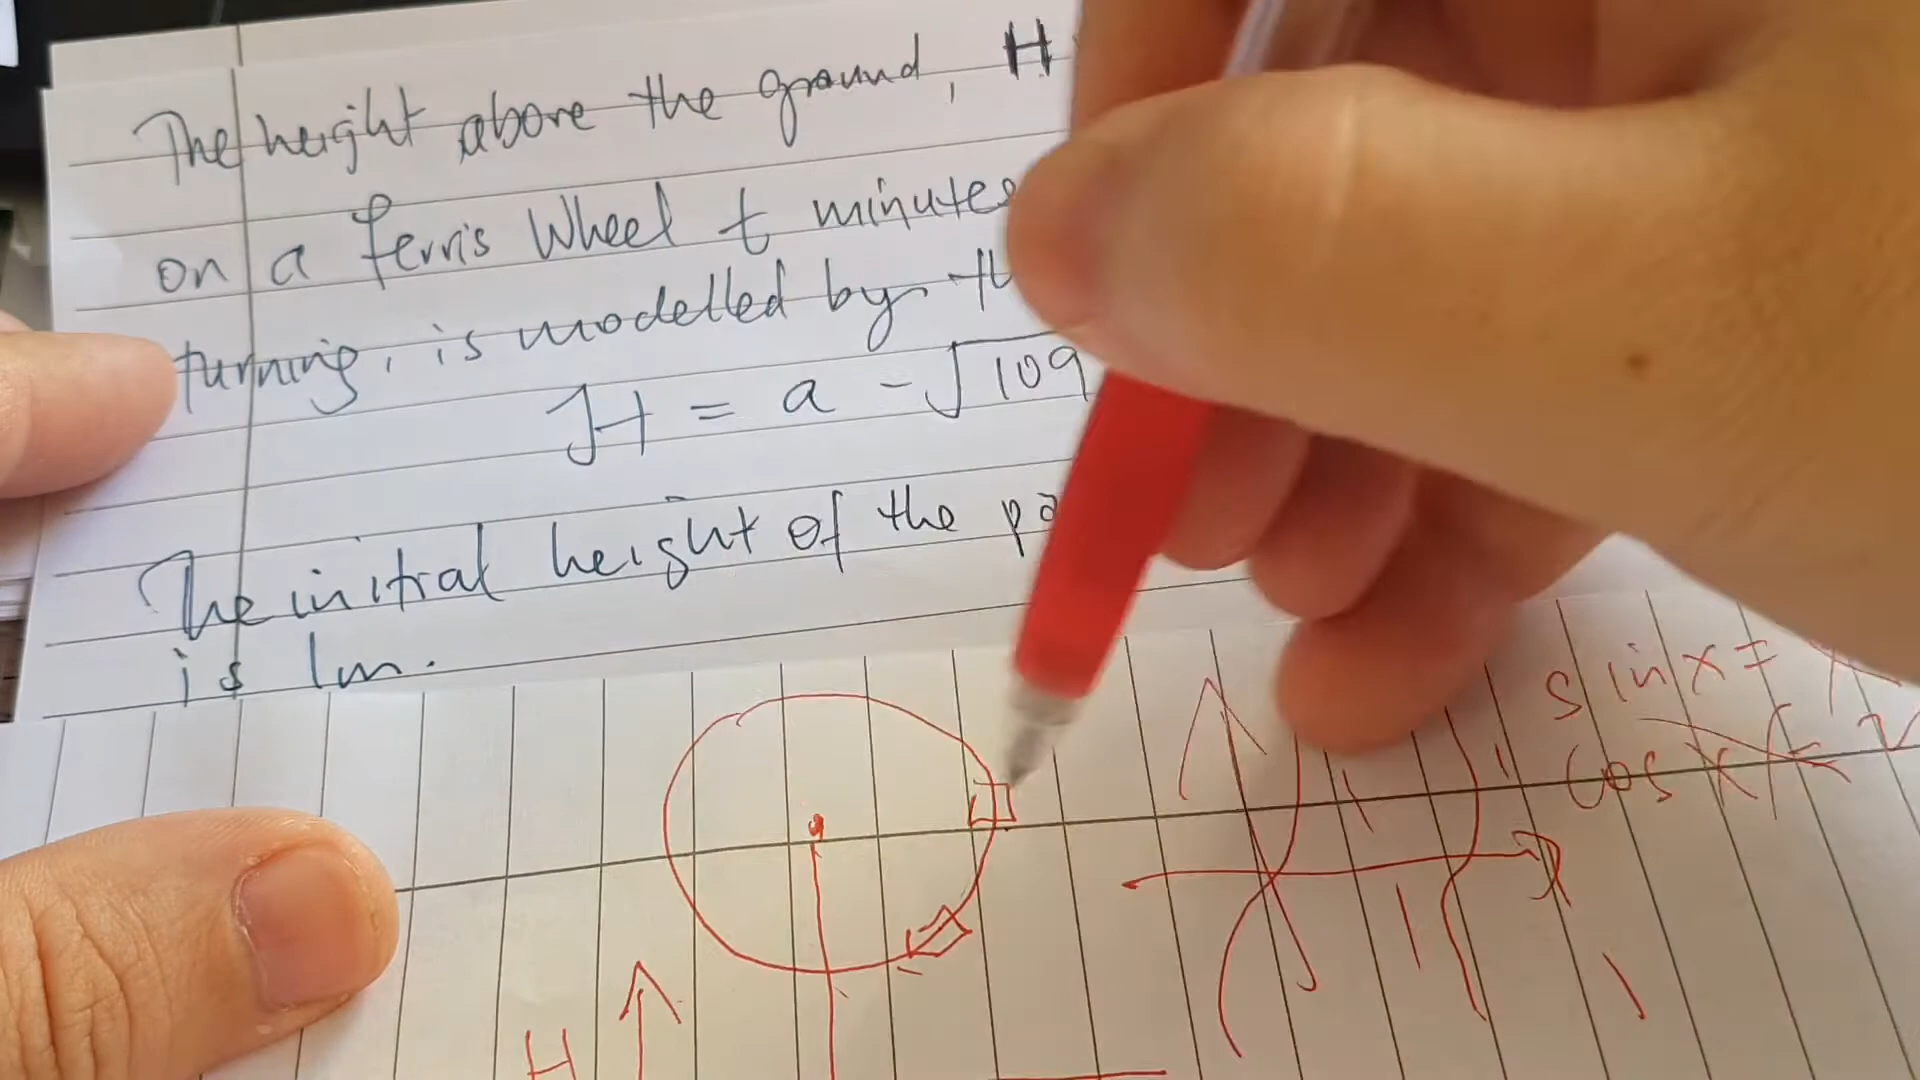 The height above the ground, H
on a ferris Wheel t minutes
turning, is modelled by
H = a - √109
The initial height of the
is 1m.
sin x =
cos x
H